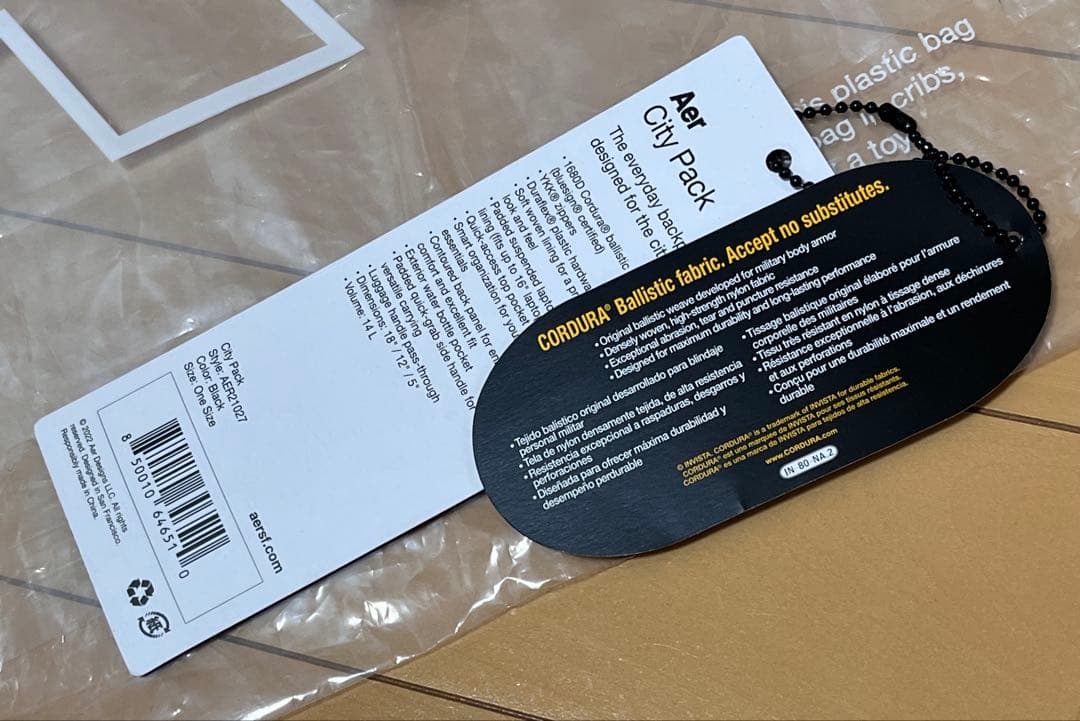 Aer
City Pack
The everyday backp
designed for the cit
• 1680D Cordura® ballistic
(bluesign® certified)
• YKK® zippers
• Duraflex® plastic hardwa
• Soft woven lining for a p
look and feel
• Padded suspended lapto
lining (fits up to 16" lapto
• Quick-access top pocket
• Smart organization for you
essentials
• Contoured back panel for en
comfort and excellent fit
• Exterior water bottle pocket
• Padded quick-grab side handle for
versatile carrying
• Luggage handle pass-through
• Dimensions: 18" / 12" / 5"
• Volume: 14 L
City Pack
Style: AER21027
Color: Black
Size: One Size
8 50010 64651 0
© 2022 Aer Designs LLC. All rights
reserved. Designed in San Francisco
Responsibly made in China.
aersf.com
紙
CORDURA® Ballistic fabric. Accept no substitutes.
• Original ballistic weave developed for military body armor
• Densely woven, high-strength nylon fabric
• Exceptional abrasion, tear and puncture resistance
• Designed for maximum durability and long-lasting performance
• Tejido balístico original desarrollado para blindaje
personal militar
• Tela de nylon densamente tejida, de alta resistencia
• Resistencia excepcional a raspaduras, desgarros y
perforaciones
• Diseñada para ofrecer máxima durabilidad y
desempeño perdurable
• Tissage balistique original élaboré pour l'armure
corporelle des militaires
• Tissu très résistant en nylon à tissage dense
• Résistance exceptionnelle à l'abrasion, aux déchirures
et aux perforations
• Conçu pour une durabilité maximale et un rendement
durable
© INVISTA. CORDURA® is a trademark of INVISTA for durable fabrics.
CORDURA® est une marque de INVISTA pour ses tissus résistants.
CORDURA® es una marca de INVISTA para tejidos de alta resistencia.
www.CORDURA.com
IN 80 NA.2
is plastic bag
bag in cribs,
a toy